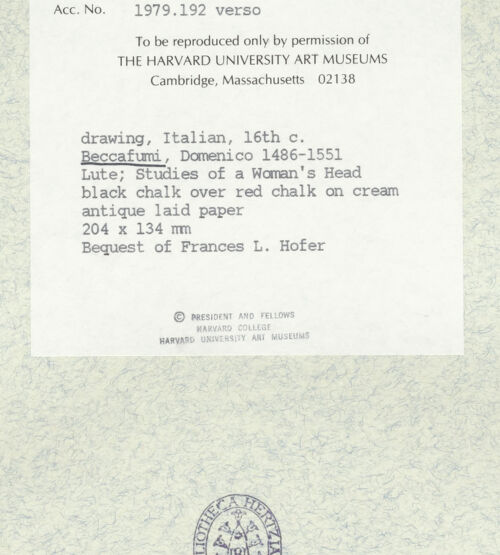 Acc. No. 1979.192 verso
To be reproduced only by permission of
THE HARVARD UNIVERSITY ART MUSEUMS
Cambridge, Massachusetts 02138
drawing, Italian, 16th c.
Beccafumi, Domenico 1486-1551
Lute; Studies of a Woman's Head
black chalk over red chalk on cream
antique laid paper
204 x 134 mm
Bequest of Frances L. Hofer
© PRESIDENT AND FELLOWS
HARVARD COLLEGE
HARVARD UNIVERSITY ART MUSEUMS
LIOTHECA HERTZIA